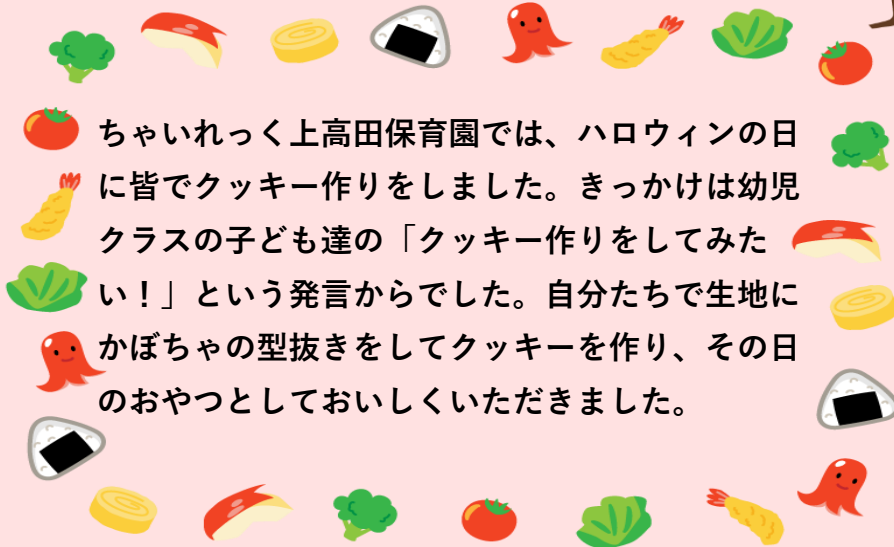 ちゃいれっく上高田保育園では、ハロウィンの日
に皆でクッキー作りをしました。きっかけは幼児
クラスの子ども達の「クッキー作りをしてみた
い！」という発言からでした。自分たちで生地に
かぼちゃの型抜きをしてクッキーを作り、その日
のおやつとしておいしくいただきました。